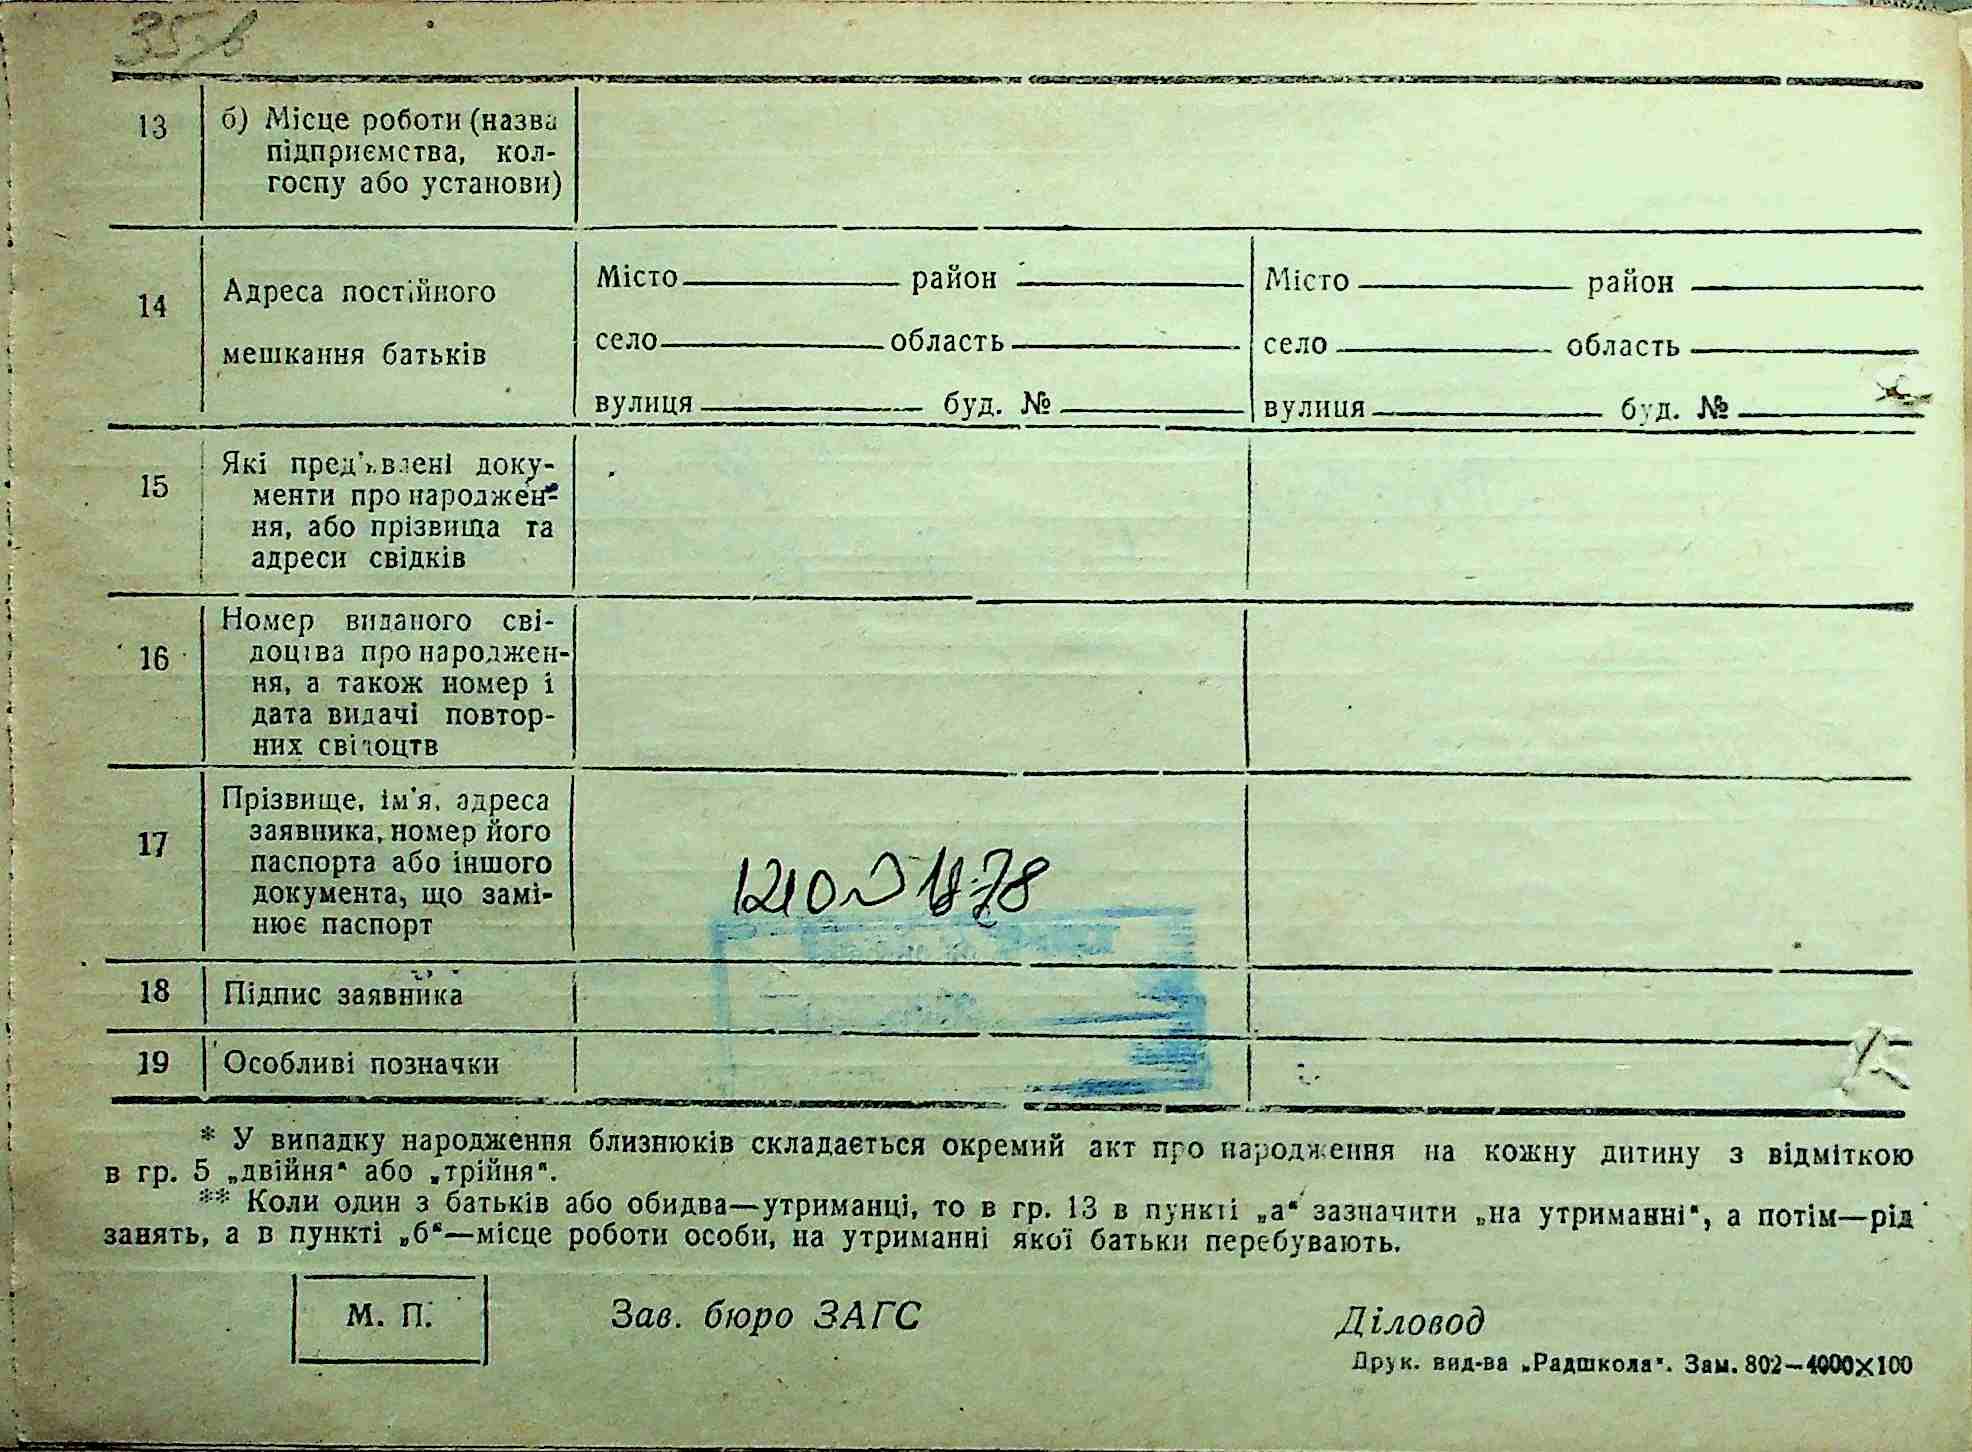 13
б) Місце роботи (назва
підприємства, кол-
госпу або установи)
14
Адреса постійного
мешкання батьків
Місто район
село область
вулиця буд. №
Місто район
село область
вулиця буд. №
15
Які пред'явлені доку-
менти про народжен-
ня, або прізвища та
адреси свідків
16
Номер виданого сві-
доцтва про народжен-
ня, а також номер і
дата видачі повтор-
них свідоцтв
17
Прізвище, ім'я, адреса
заявника, номер його
паспорта або іншого
документа, що замі-
нює паспорт
18
Підпис заявника
19
Особливі позначки
* У випадку народження близнюків складається окремий акт про народження на кожну дитину з відміткою
в гр. 5 „двійня“ або „трійня“.
** Коли один з батьків або обидва—утриманці, то в гр. 13 в пункті „а“ зазначити „на утриманні“, а потім—рід
занять, а в пункті „б“—місце роботи особи, на утриманні якої батьки перебувають.
М. П.
Зав. бюро ЗАГС
Діловод
Друк. вид-ва „Радшкола“. Зам. 802—4000×100